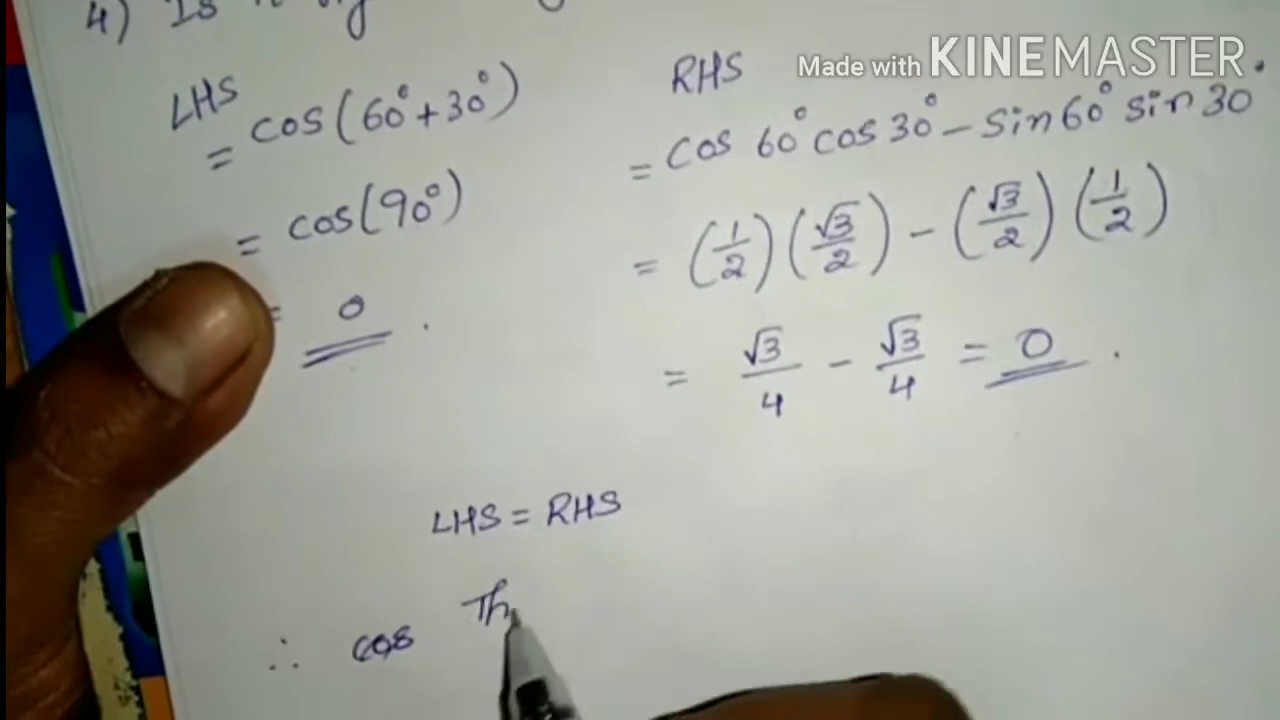 4) Is it
Made with KINEMASTER
LHS
= cos(60°+30°)
= cos(90°)
= 0.
RHS
= cos 60° cos 30° - sin 60° sin 30°
= (1/2)(√3/2) - (√3/2)(1/2)
= √3/4 - √3/4 = 0.
LHS = RHS
Th
∴ cos